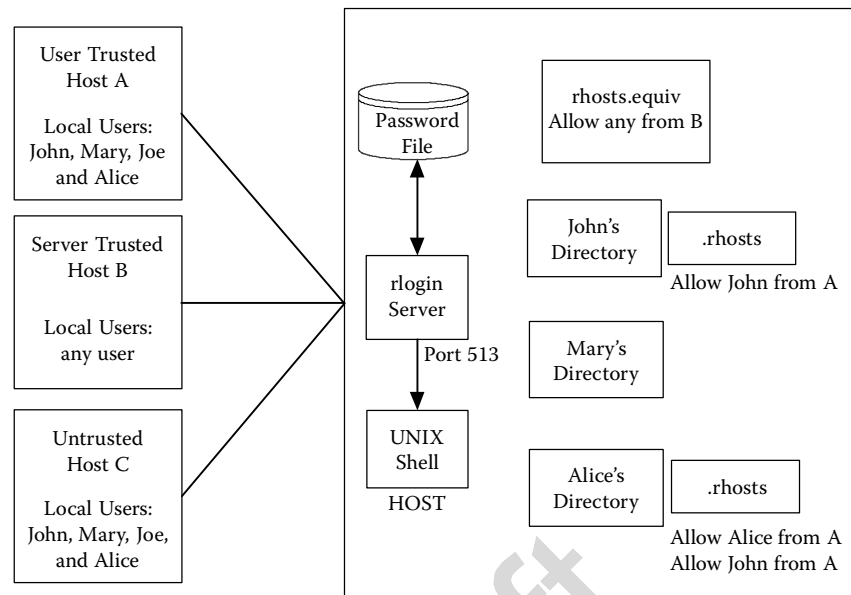 User Trusted
Host A
Local Users:
John, Mary, Joe
and Alice
Server Trusted
Host B
Local Users:
any user
Untrusted
Host C
Local Users:
John, Mary, Joe,
and Alice
Password
File
rlogin
Server
Port 513
UNIX
Shell
HOST
rhosts.equiv
Allow any from B
John's
Directory
.rhosts
Allow John from A
Mary's
Directory
Alice's
Directory
.rhosts
Allow Alice from A
Allow John from A